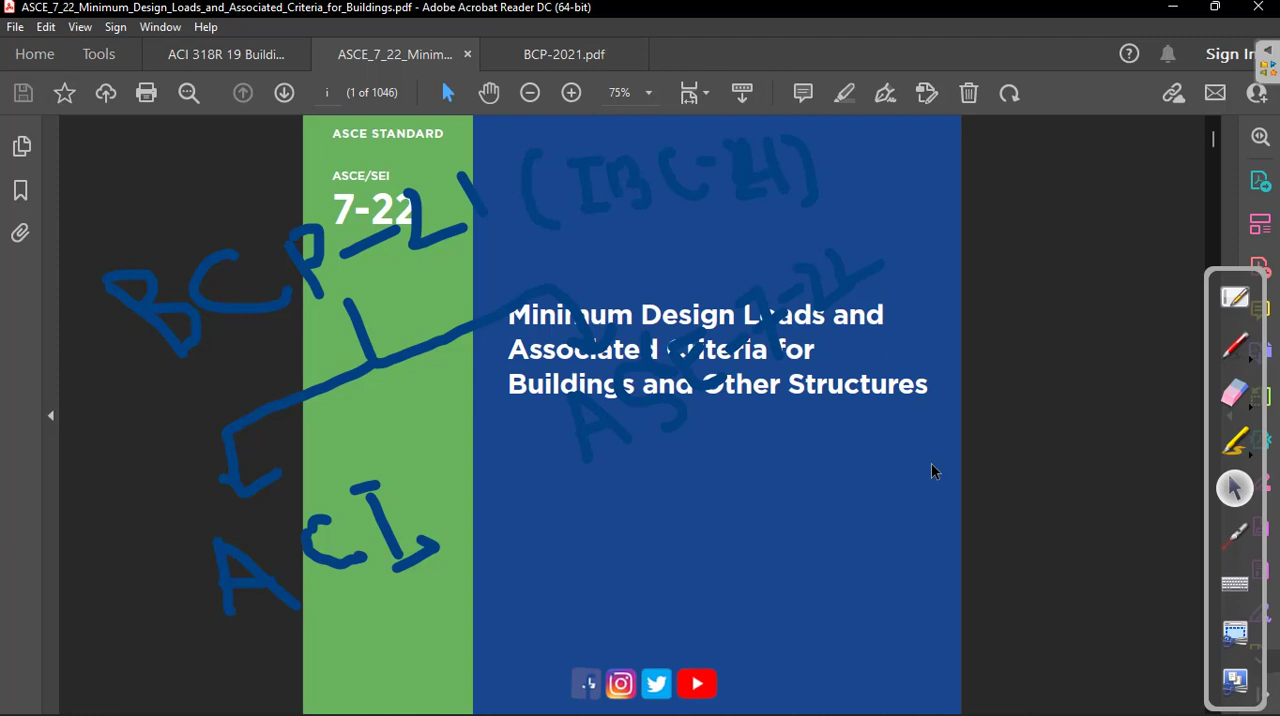 ASCE_7_22_Minimum_Design_Loads_and_Associated_Criteria_for_Buildings.pdf - Adobe Acrobat Reader DC (64-bit)
File Edit View Sign Window Help
Home Tools ACI 318R 19 Buildi... ASCE_7_22_Minim... × BCP-2021.pdf Sign In
i (1 of 1046) 75%
ASCE STANDARD
ASCE/SEI
7-22
BCP-21 (IBC-21)
Minimum Design Loads and
Associated Criteria for
Buildings and Other Structures
ASCE-7-22
ACI